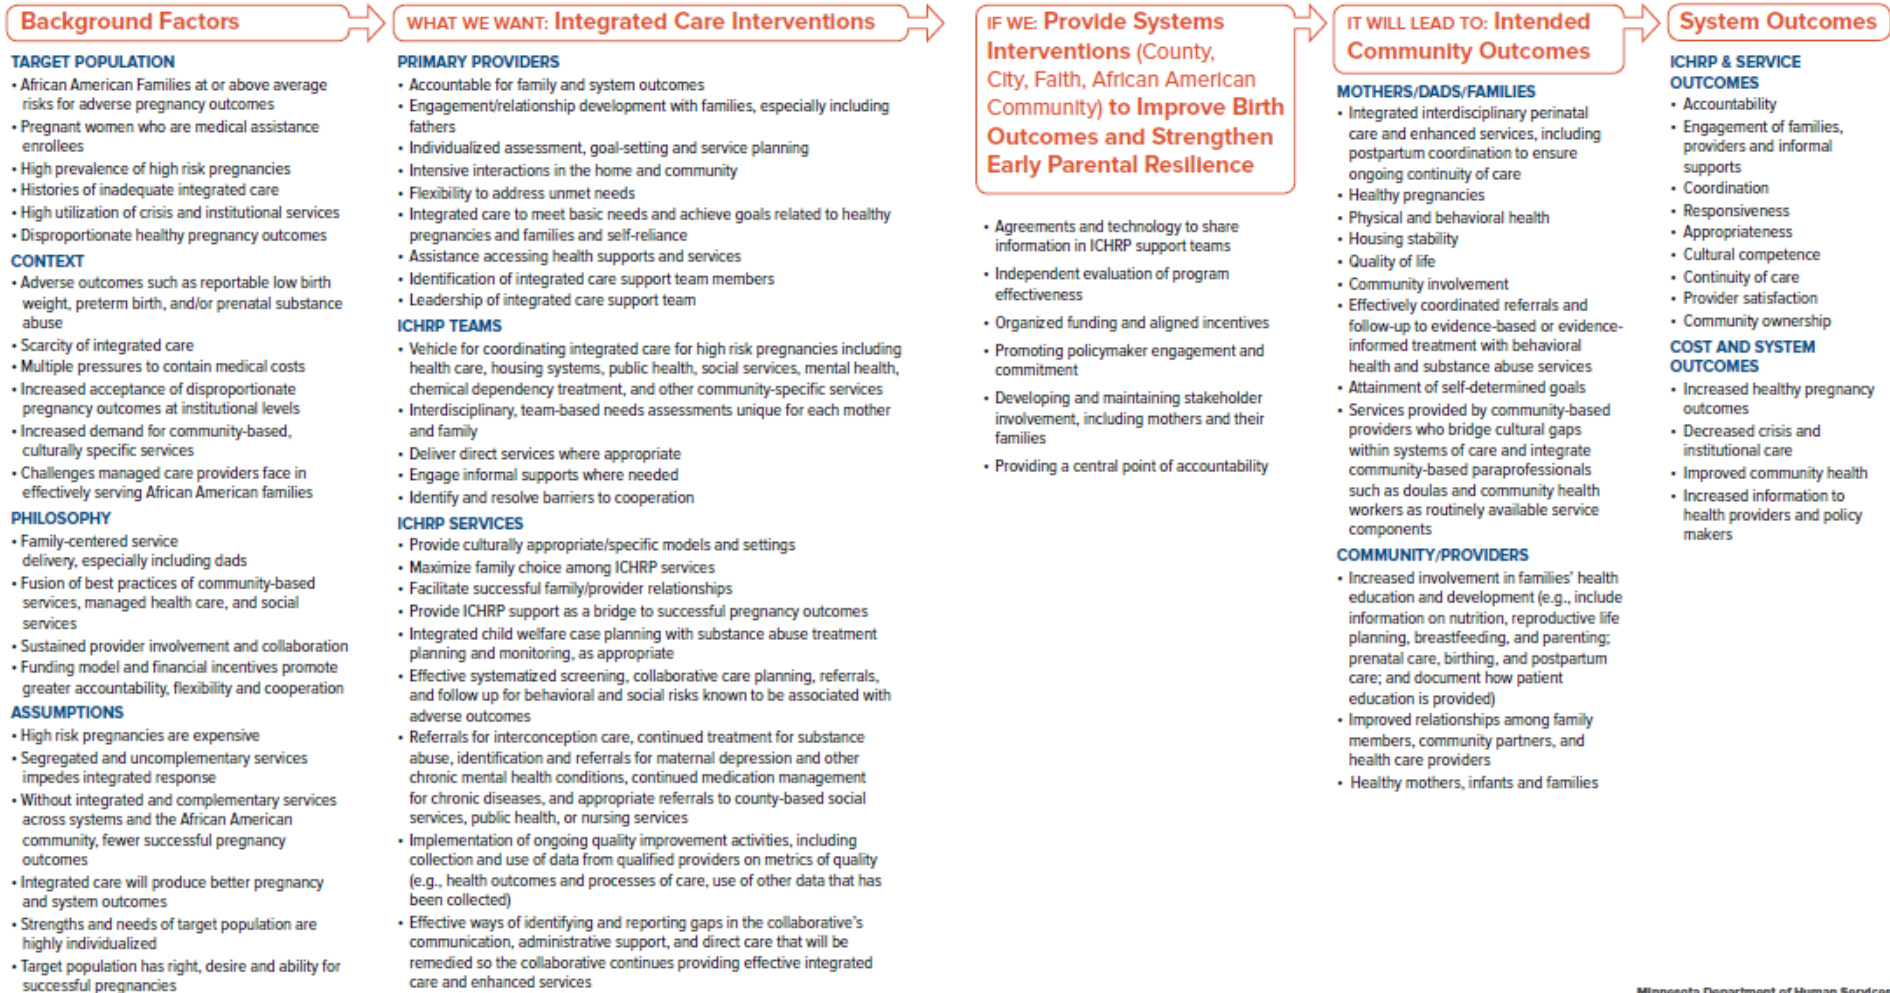 Background Factors
TARGET POPULATION
• African American Families at or above average
risks for adverse pregnancy outcomes
• Pregnant women who are medical assistance
enrollees
• High prevalence of high risk pregnancies
• Histories of inadequate integrated care
• High utilization of crisis and institutional services
• Disproportionate healthy pregnancy outcomes
CONTEXT
• Adverse outcomes such as reportable low birth
weight, preterm birth, and/or prenatal substance
abuse
• Scarcity of integrated care
• Multiple pressures to contain medical costs
• Increased acceptance of disproportionate
pregnancy outcomes at institutional levels
• Increased demand for community-based,
culturally specific services
• Challenges managed care providers face in
effectively serving African American families
PHILOSOPHY
• Family-centered service
delivery, especially including dads
• Fusion of best practices of community-based
services, managed health care, and social
services
• Sustained provider involvement and collaboration
• Funding model and financial incentives promote
greater accountability, flexibility and cooperation
ASSUMPTIONS
• High risk pregnancies are expensive
• Segregated and uncomplementary services
impedes integrated response
• Without integrated and complementary services
across systems and the African American
community, fewer successful pregnancy
outcomes
• Integrated care will produce better pregnancy
and system outcomes
• Strengths and needs of target population are
highly individualized
• Target population has right, desire and ability for
successful pregnancies
WHAT WE WANT: Integrated Care Interventions
PRIMARY PROVIDERS
• Accountable for family and system outcomes
• Engagement/relationship development with families, especially including
fathers
• Individualized assessment, goal-setting and service planning
• Intensive interactions in the home and community
• Flexibility to address unmet needs
• Integrated care to meet basic needs and achieve goals related to healthy
pregnancies and families and self-reliance
• Assistance accessing health supports and services
• Identification of integrated care support team members
• Leadership of integrated care support team
ICHRP TEAMS
• Vehicle for coordinating integrated care for high risk pregnancies including
health care, housing systems, public health, social services, mental health,
chemical dependency treatment, and other community-specific services
• Interdisciplinary, team-based needs assessments unique for each mother
and family
• Deliver direct services where appropriate
• Engage informal supports where needed
• Identify and resolve barriers to cooperation
ICHRP SERVICES
• Provide culturally appropriate/specific models and settings
• Maximize family choice among ICHRP services
• Facilitate successful family/provider relationships
• Provide ICHRP support as a bridge to successful pregnancy outcomes
• Integrated child welfare case planning with substance abuse treatment
planning and monitoring, as appropriate
• Effective systematized screening, collaborative care planning, referrals,
and follow up for behavioral and social risks known to be associated with
adverse outcomes
• Referrals for interconception care, continued treatment for substance
abuse, identification and referrals for maternal depression and other
chronic mental health conditions, continued medication management
for chronic diseases, and appropriate referrals to county-based social
services, public health, or nursing services
• Implementation of ongoing quality improvement activities, including
collection and use of data from qualified providers on metrics of quality
(e.g., health outcomes and processes of care, use of other data that has
been collected)
• Effective ways of identifying and reporting gaps in the collaborative's
communication, administrative support, and direct care that will be
remedied so the collaborative continues providing effective integrated
care and enhanced services
IF WE: Provide Systems
Interventions (County,
City, Faith, African American
Community) to Improve Birth
Outcomes and Strengthen
Early Parental Resilience
• Agreements and technology to share
information in ICHRP support teams
• Independent evaluation of program
effectiveness
• Organized funding and aligned incentives
• Promoting policymaker engagement and
commitment
• Developing and maintaining stakeholder
involvement, including mothers and their
families
• Providing a central point of accountability
IT WILL LEAD TO: Intended
Community Outcomes
MOTHERS/DADS/FAMILIES
• Integrated interdisciplinary perinatal
care and enhanced services, including
postpartum coordination to ensure
ongoing continuity of care
• Healthy pregnancies
• Physical and behavioral health
• Housing stability
• Quality of life
• Community involvement
• Effectively coordinated referrals and
follow-up to evidence-based or evidence-
informed treatment with behavioral
health and substance abuse services
• Attainment of self-determined goals
• Services provided by community-based
providers who bridge cultural gaps
within systems of care and integrate
community-based paraprofessionals
such as doulas and community health
workers as routinely available service
components
COMMUNITY/PROVIDERS
• Increased involvement in families' health
education and development (e.g., include
information on nutrition, reproductive life
planning, breastfeeding, and parenting;
prenatal care, birthing, and postpartum
care; and document how patient
education is provided)
• Improved relationships among family
members, community partners, and
health care providers
• Healthy mothers, infants and families
System Outcomes
ICHRP & SERVICE
OUTCOMES
• Accountability
• Engagement of families,
providers and informal
supports
• Coordination
• Responsiveness
• Appropriateness
• Cultural competence
• Continuity of care
• Provider satisfaction
• Community ownership
COST AND SYSTEM
OUTCOMES
• Increased healthy pregnancy
outcomes
• Decreased crisis and
institutional care
• Improved community health
• Increased information to
health providers and policy
makers
Minnesota Department of Human Services